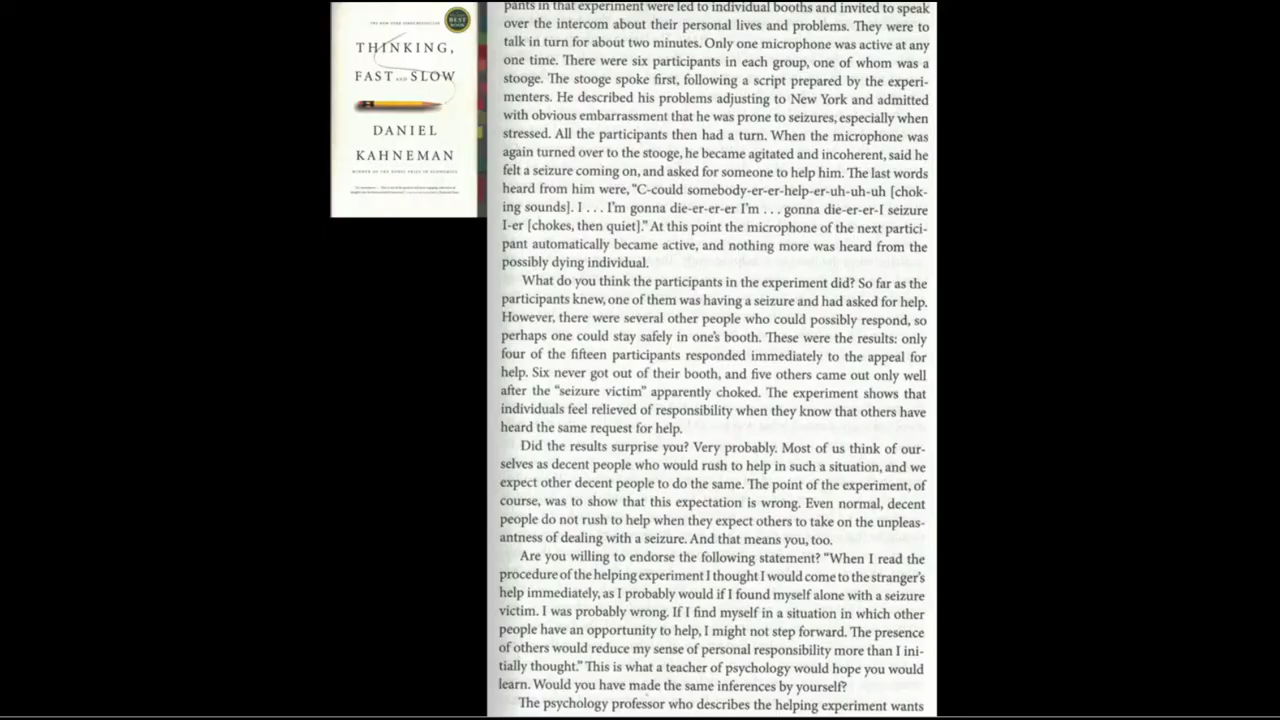 THE NEW YORK TIMES BESTSELLER
BEST
BOOK
THINKING,
FAST AND SLOW
DANIEL
KAHNEMAN
WINNER OF THE NOBEL PRIZE IN ECONOMICS
pants in that experiment were led to individual booths and invited to speak
over the intercom about their personal lives and problems. They were to
talk in turn for about two minutes. Only one microphone was active at any
one time. There were six participants in each group, one of whom was a
stooge. The stooge spoke first, following a script prepared by the experi-
menters. He described his problems adjusting to New York and admitted
with obvious embarrassment that he was prone to seizures, especially when
stressed. All the participants then had a turn. When the microphone was
again turned over to the stooge, he became agitated and incoherent, said he
felt a seizure coming on, and asked for someone to help him. The last words
heard from him were, “C-could somebody-er-er-help-er-uh-uh-uh [chok-
ing sounds]. I . . . I’m gonna die-er-er-er I’m . . . gonna die-er-er-I seizure
I-er [chokes, then quiet].” At this point the microphone of the next partici-
pant automatically became active, and nothing more was heard from the
possibly dying individual.
What do you think the participants in the experiment did? So far as the
participants knew, one of them was having a seizure and had asked for help.
However, there were several other people who could possibly respond, so
perhaps one could stay safely in one’s booth. These were the results: only
four of the fifteen participants responded immediately to the appeal for
help. Six never got out of their booth, and five others came out only well
after the “seizure victim” apparently choked. The experiment shows that
individuals feel relieved of responsibility when they know that others have
heard the same request for help.
Did the results surprise you? Very probably. Most of us think of our-
selves as decent people who would rush to help in such a situation, and we
expect other decent people to do the same. The point of the experiment, of
course, was to show that this expectation is wrong. Even normal, decent
people do not rush to help when they expect others to take on the unpleas-
antness of dealing with a seizure. And that means you, too.
Are you willing to endorse the following statement? “When I read the
procedure of the helping experiment I thought I would come to the stranger’s
help immediately, as I probably would if I found myself alone with a seizure
victim. I was probably wrong. If I find myself in a situation in which other
people have an opportunity to help, I might not step forward. The presence
of others would reduce my sense of personal responsibility more than I ini-
tially thought.” This is what a teacher of psychology would hope you would
learn. Would you have made the same inferences by yourself?
The psychology professor who describes the helping experiment wants